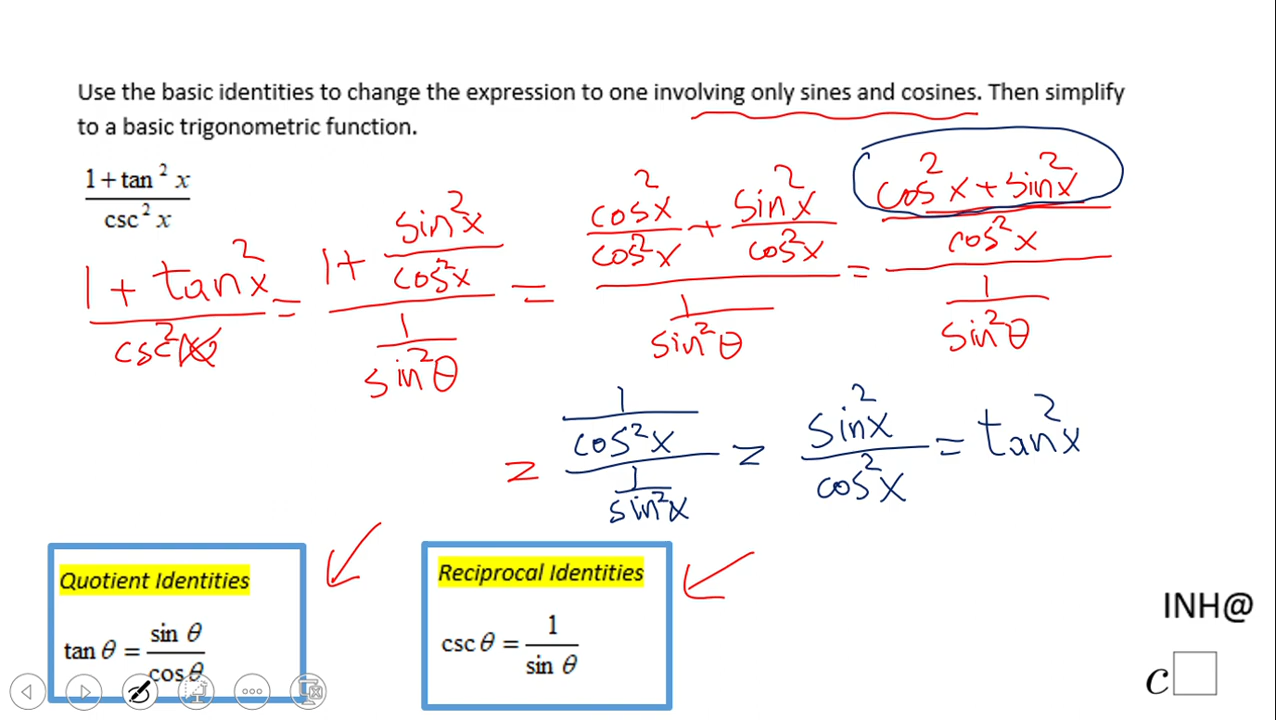 Use the basic identities to change the expression to one involving only sines and cosines. Then simplify
to a basic trigonometric function.
1 + tan² x
csc² x
1 + tan²x / csc² = 1 + sin²x / cos²x / 1 / sin²θ = cos²x / cos²x + sin²x / cos²x / 1 / sin²θ = cos²x + sin²x / cos²x / 1 / sin²θ
= 1 / cos²x / 1 / sin²x = sin²x / cos²x = tan²x
Quotient Identities
tan θ = sin θ / cos θ
Reciprocal Identities
csc θ = 1 / sin θ
INH@
c